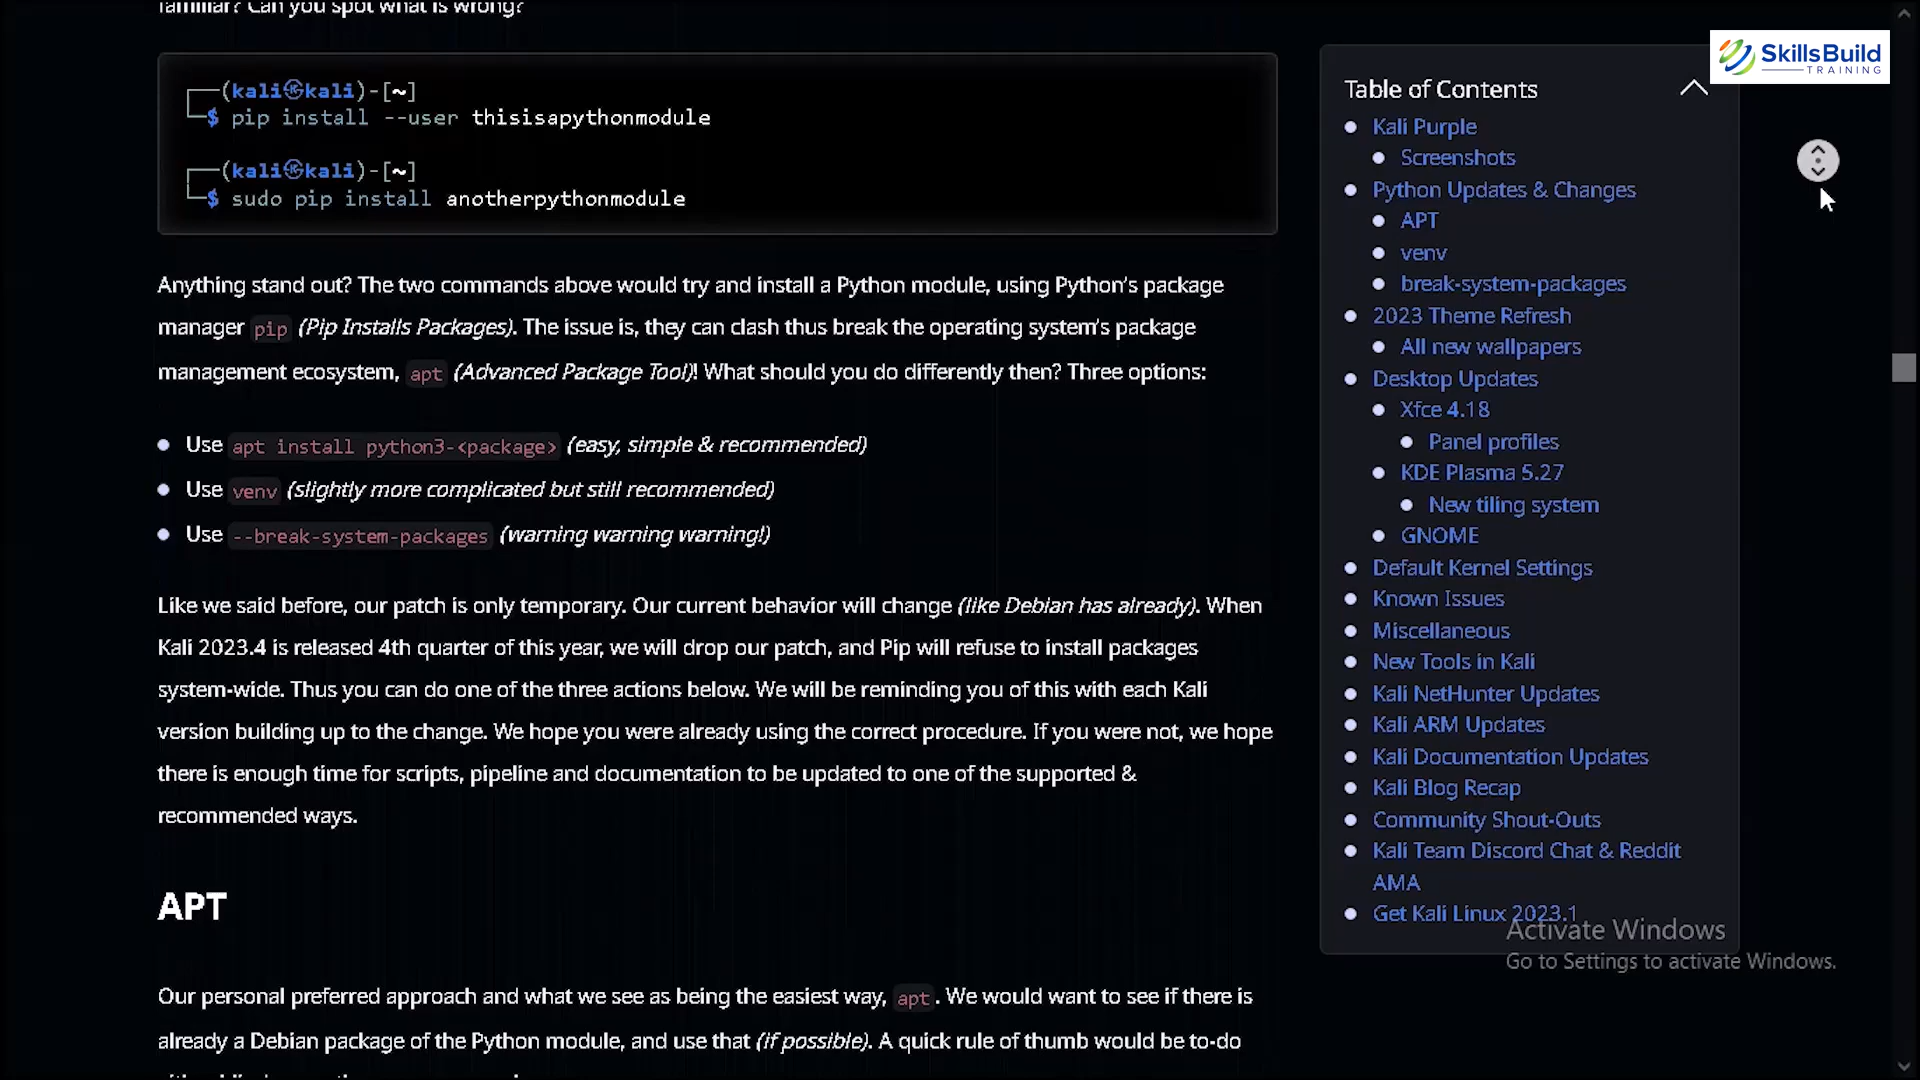 familiar? Can you spot what is wrong?
(kali㉿kali)-[~]
$ pip install --user thisisapythonmodule
(kali㉿kali)-[~]
$ sudo pip install anotherpythonmodule
Anything stand out? The two commands above would try and install a Python module, using Python's package
manager pip (Pip Installs Packages). The issue is, they can clash thus break the operating system's package
management ecosystem, apt (Advanced Package Tool)! What should you do differently then? Three options:
Use apt install python3-<package> (easy, simple & recommended)
Use venv (slightly more complicated but still recommended)
Use --break-system-packages (warning warning warning!)
Like we said before, our patch is only temporary. Our current behavior will change (like Debian has already). When
Kali 2023.4 is released 4th quarter of this year, we will drop our patch, and Pip will refuse to install packages
system-wide. Thus you can do one of the three actions below. We will be reminding you of this with each Kali
version building up to the change. We hope you were already using the correct procedure. If you were not, we hope
there is enough time for scripts, pipeline and documentation to be updated to one of the supported &
recommended ways.
APT
Our personal preferred approach and what we see as being the easiest way, apt. We would want to see if there is
already a Debian package of the Python module, and use that (if possible). A quick rule of thumb would be to-do
SkillsBuild
TRAINING
Table of Contents
Kali Purple
Screenshots
Python Updates & Changes
APT
venv
break-system-packages
2023 Theme Refresh
All new wallpapers
Desktop Updates
Xfce 4.18
Panel profiles
KDE Plasma 5.27
New tiling system
GNOME
Default Kernel Settings
Known Issues
Miscellaneous
New Tools in Kali
Kali NetHunter Updates
Kali ARM Updates
Kali Documentation Updates
Kali Blog Recap
Community Shout-Outs
Kali Team Discord Chat & Reddit
AMA
Get Kali Linux 2023.1
Activate Windows
Go to Settings to activate Windows.